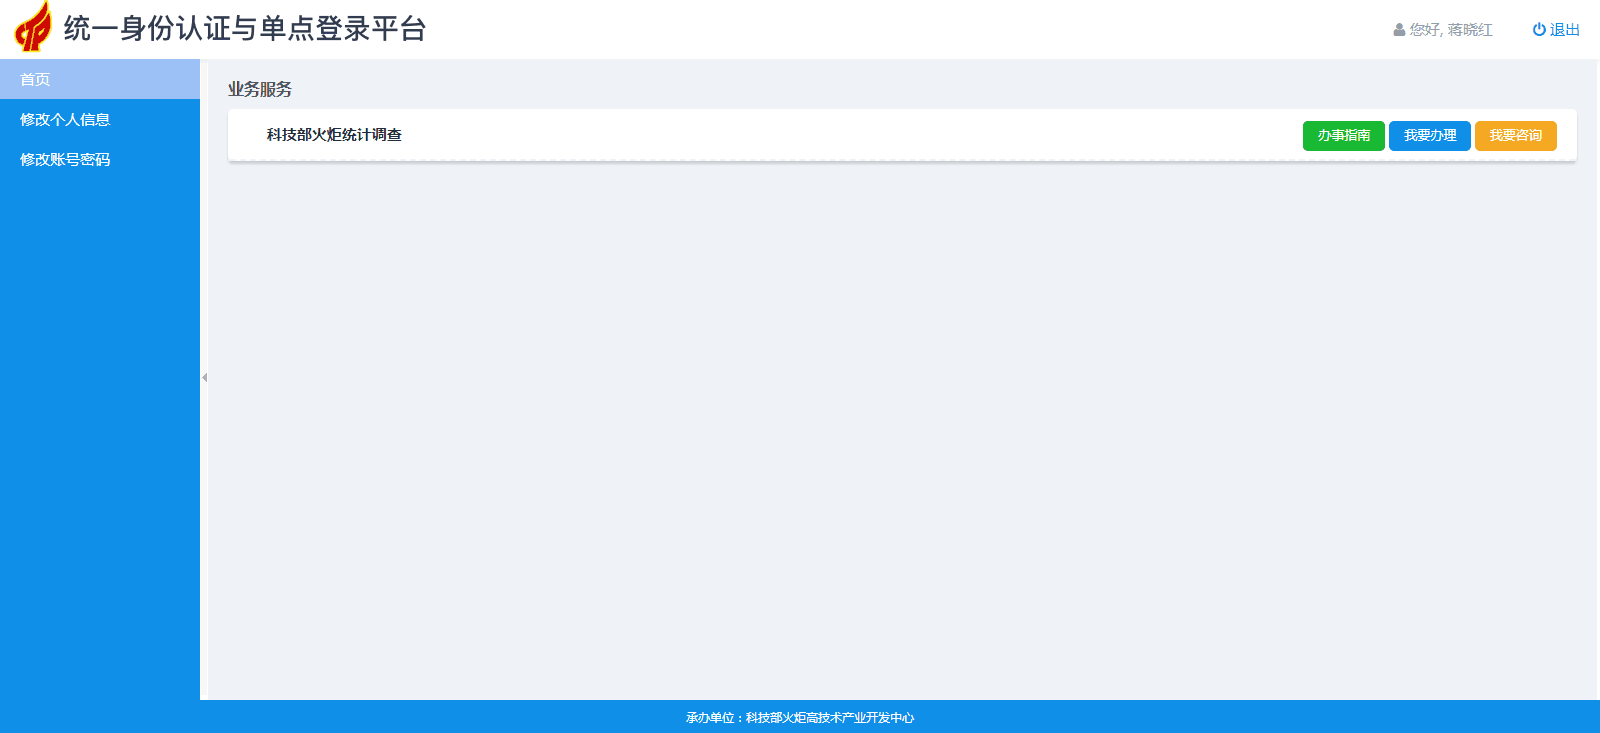 统一身份认证与单点登录平台
您好, 蒋晓红 退出
首页
修改个人信息
修改账号密码
业务服务
科技部火炬统计调查 办事指南 我要办理 我要咨询
承办单位：科技部火炬高技术产业开发中心